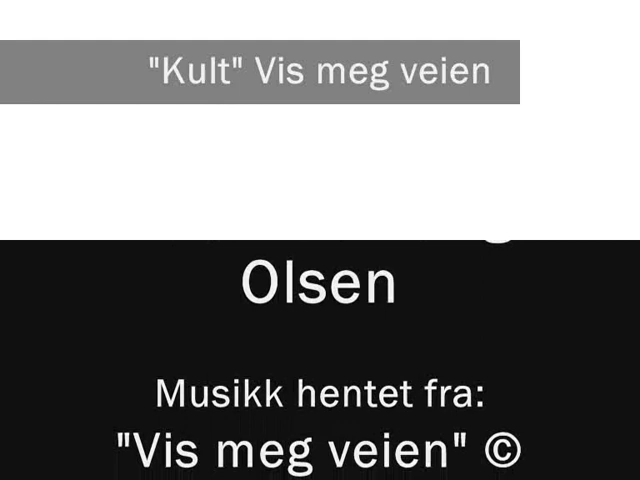 "Kult" Vis meg veien
Olsen
Musikk hentet fra:
"Vis meg veien" ©